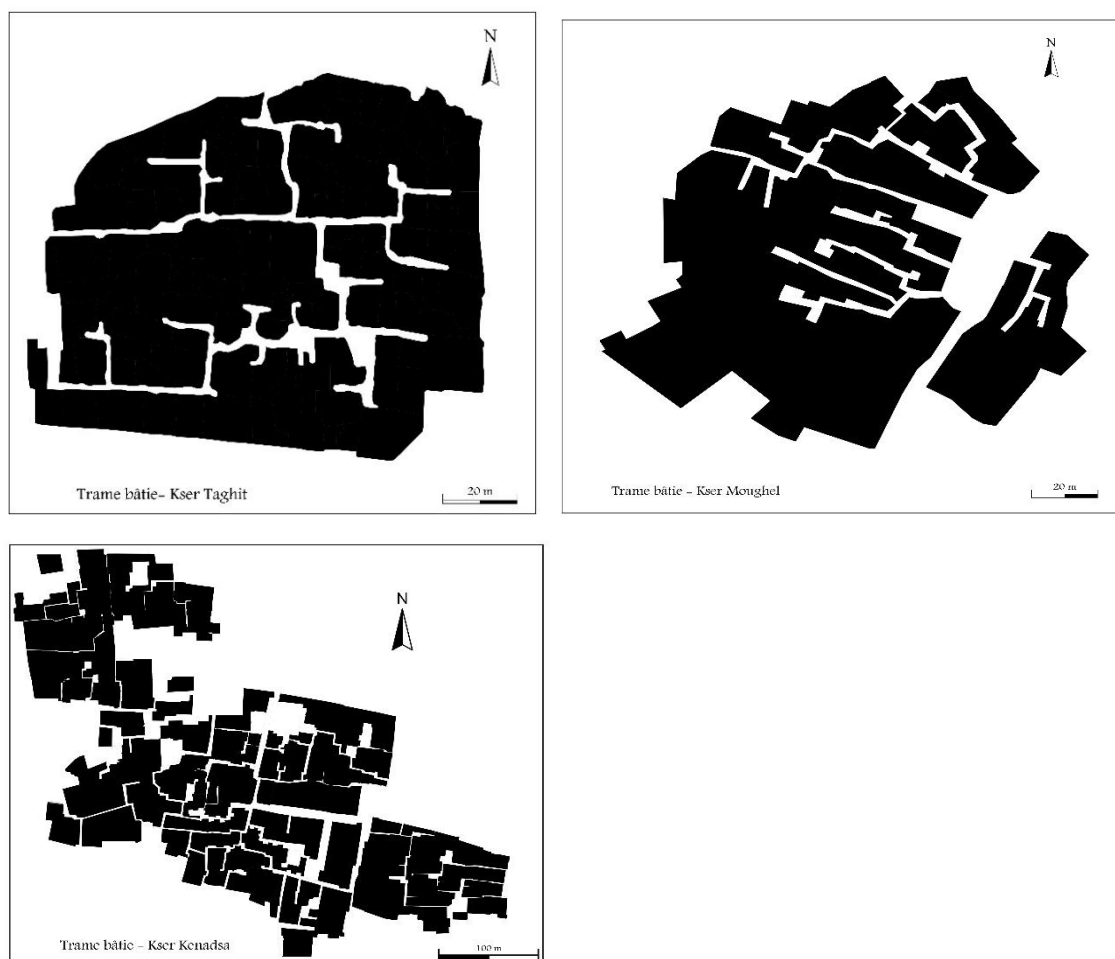 N
Trame bâtie– Kser Taghit
20 m
N
Trame bâtie – Kser Moughel
20 m
N
Trame bâtie – Kser Kenadsa
100 m